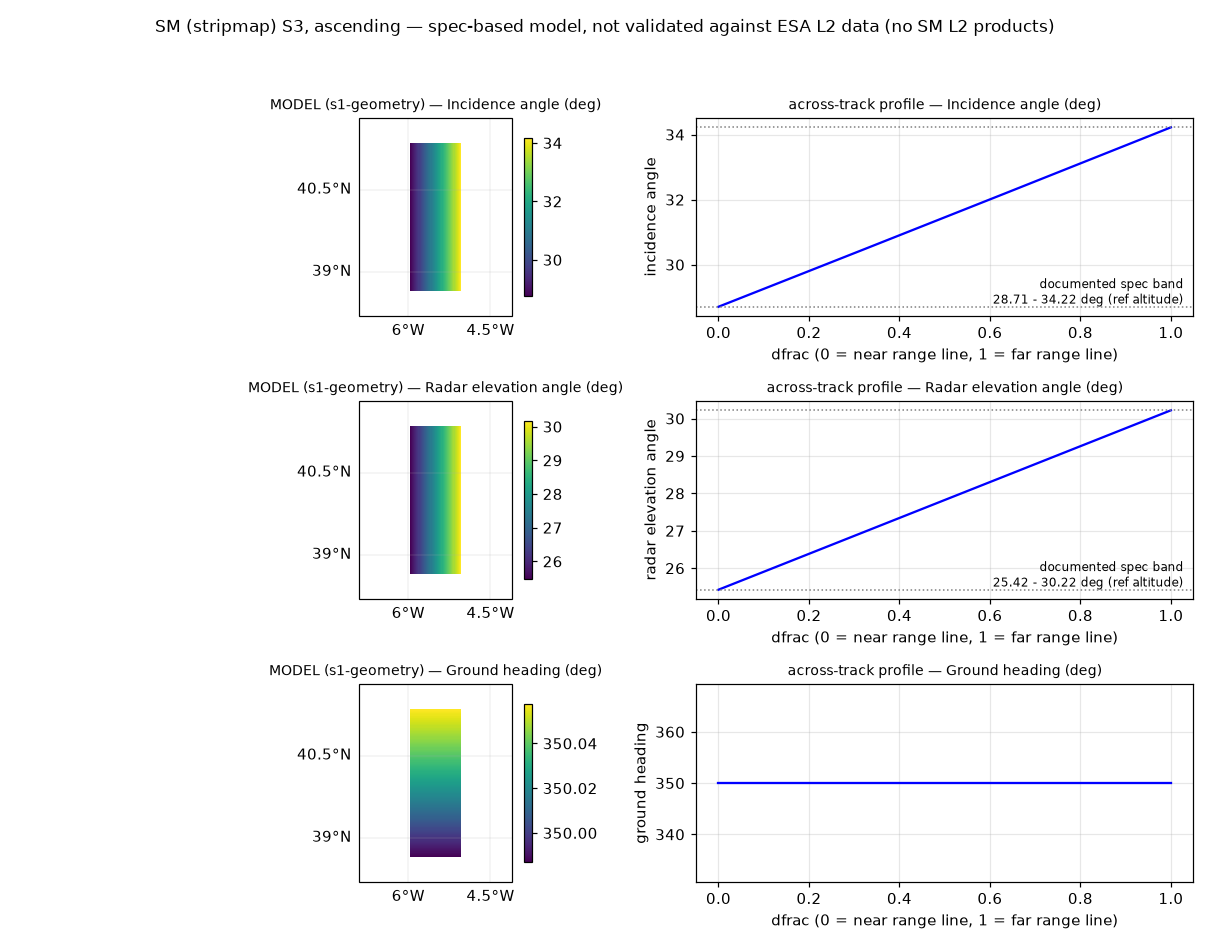 SM (stripmap) S3, ascending — spec-based model, not validated against ESA L2 data (no SM L2 products)
MODEL (s1-geometry) — Incidence angle (deg)
40.5°N
39°N
6°W 4.5°W
34
32
30
across-track profile — Incidence angle (deg)
incidence angle
34
32
30
documented spec band
28.71 - 34.22 deg (ref altitude)
0.0 0.2 0.4 0.6 0.8 1.0
dfrac (0 = near range line, 1 = far range line)
MODEL (s1-geometry) — Radar elevation angle (deg)
40.5°N
39°N
6°W 4.5°W
30
29
28
27
26
across-track profile — Radar elevation angle (deg)
radar elevation angle
30
29
28
27
26
documented spec band
25.42 - 30.22 deg (ref altitude)
0.0 0.2 0.4 0.6 0.8 1.0
dfrac (0 = near range line, 1 = far range line)
MODEL (s1-geometry) — Ground heading (deg)
40.5°N
39°N
6°W 4.5°W
350.04
350.02
350.00
across-track profile — Ground heading (deg)
ground heading
360
350
340
0.0 0.2 0.4 0.6 0.8 1.0
dfrac (0 = near range line, 1 = far range line)